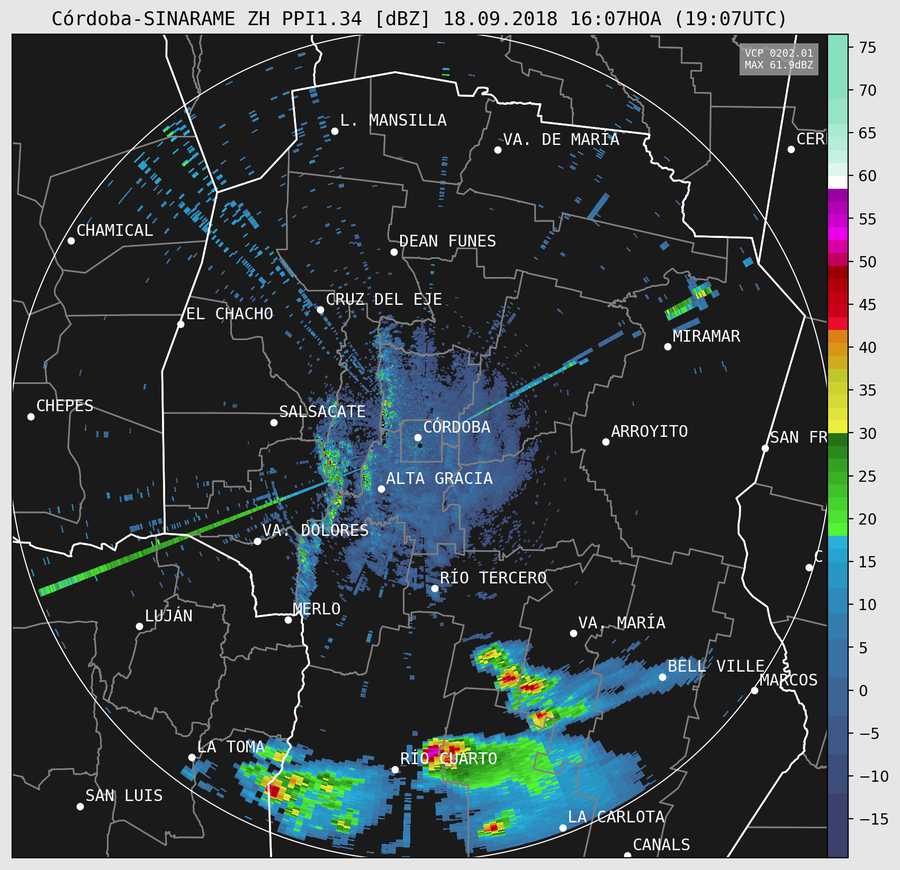 Córdoba-SINARAME ZH PPI1.34 [dBZ] 18.09.2018 16:07HOA (19:07UTC)
VCP 0202.01
MAX 61.9dBZ
75
70
65
60
55
50
45
40
35
30
25
20
15
10
5
0
−5
−10
−15
L. MANSILLA
VA. DE MARÍA
CER
CHAMICAL
DEAN FUNES
CRUZ DEL EJE
EL CHACHO
MIRAMAR
CHEPES
SALSACATE
CÓRDOBA
ARROYITO
SAN FR
ALTA GRACIA
VA. DOLORES
C
RÍO TERCERO
MERLO
LUJÁN
VA. MARÍA
BELL VILLE
MARCOS
LA TOMA
RÍO CUARTO
SAN LUIS
LA CARLOTA
CANALS